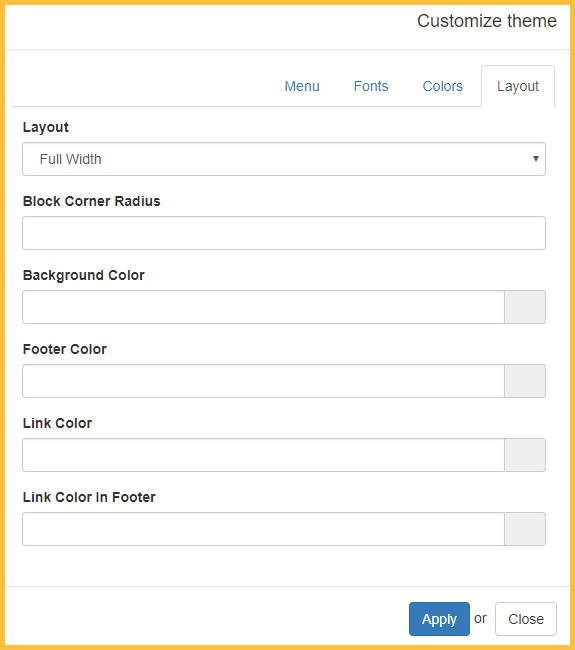 Customize theme
Menu Fonts Colors Layout
Layout
Full Width
Block Corner Radius
Background Color
Footer Color
Link Color
Link Color In Footer
Apply or Close